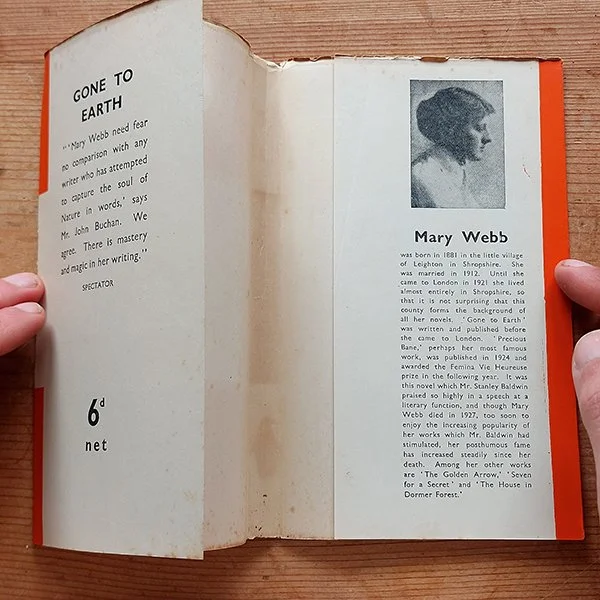 GONE TO
EARTH
"'Mary Webb need fear
no comparison with any
writer who has attempted
to capture the soul of
Nature in words,' says
Mr. John Buchan. We
agree. There is mastery
and magic in her writing."
SPECTATOR
6d
net
Mary Webb
was born in 1881 in the little village
of Leighton in Shropshire. She
was married in 1912. Until she
came to London in 1921 she lived
almost entirely in Shropshire, so
that it is not surprising that this
county forms the background of
all her novels. 'Gone to Earth'
was written and published before
she came to London. 'Precious
Bane,' perhaps her most famous
work, was published in 1924 and
awarded the Femina Vie Heureuse
prize in the following year. It was
this novel which Mr. Stanley Baldwin
praised so highly in a speech at a
literary function, and though Mary
Webb died in 1927, too soon to
enjoy the increasing popularity of
her works which Mr. Baldwin had
stimulated, her posthumous fame
has increased steadily since her
death. Among her other works
are 'The Golden Arrow,' 'Seven
for a Secret' and 'The House in
Dormer Forest.'